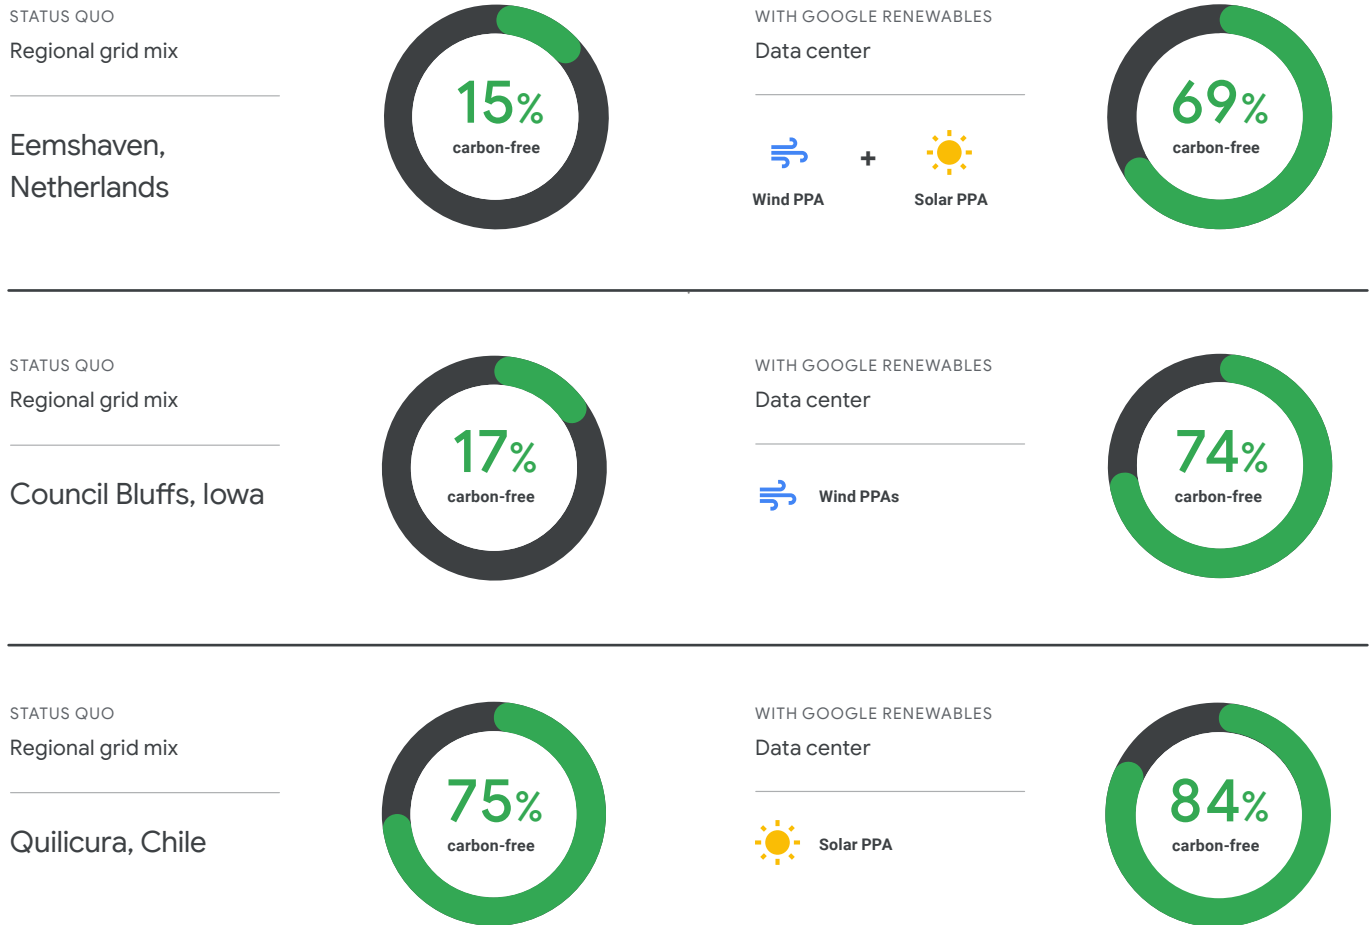 STATUS QUO
Regional grid mix
Eemshaven,
Netherlands
15%
carbon-free
WITH GOOGLE RENEWABLES
Data center
+
Wind PPA
Solar PPA
69%
carbon-free
STATUS QUO
Regional grid mix
Council Bluffs, Iowa
17%
carbon-free
WITH GOOGLE RENEWABLES
Data center
Wind PPAs
74%
carbon-free
STATUS QUO
Regional grid mix
Quilicura, Chile
75%
carbon-free
WITH GOOGLE RENEWABLES
Data center
Solar PPA
84%
carbon-free